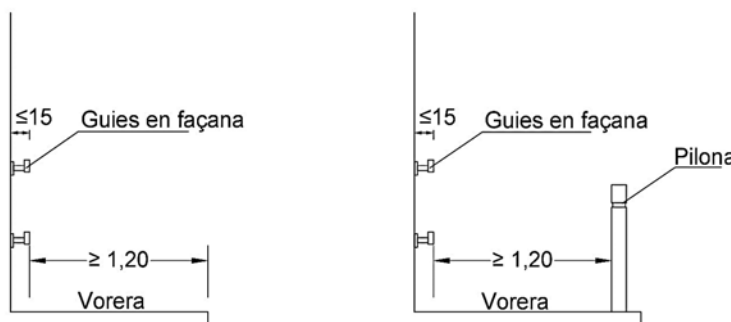 ≤15
Guies en façana
≥ 1,20
Vorera
≤15
Guies en façana
Pilona
≥ 1,20
Vorera